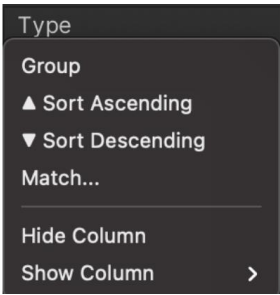 Type
Group
▲ Sort Ascending
▼ Sort Descending
Match...
Hide Column
Show Column >